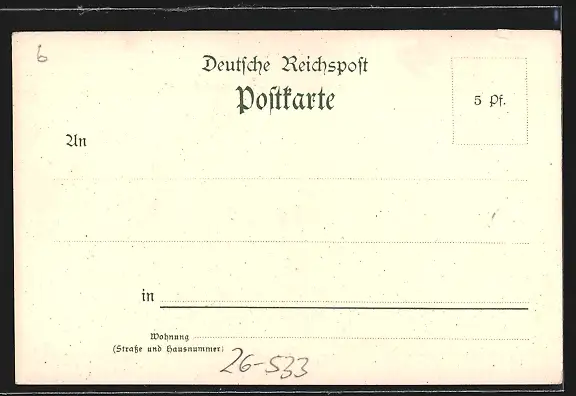 6
Deutſche Reichspoſt
Poſtkarte
5 Pf.
An
in
Wohnung
(Straße und Hausnummer)
26-533